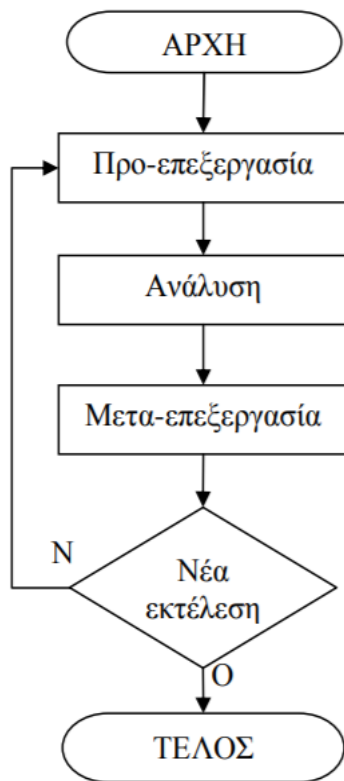 ΑΡΧΗ
Προ-επεξεργασία
Ανάλυση
Μετα-επεξεργασία
Ν
Νέα
εκτέλεση
Ο
ΤΕΛΟΣ